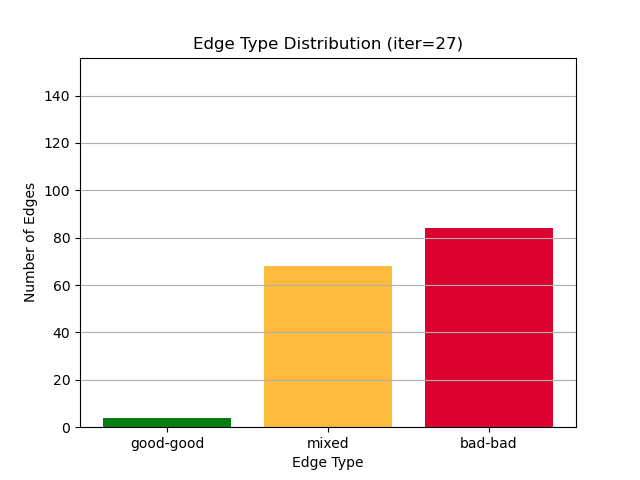 Edge Type Distribution (iter=27)
Number of Edges
140
120
100
80
60
40
20
0
good-good mixed bad-bad
Edge Type